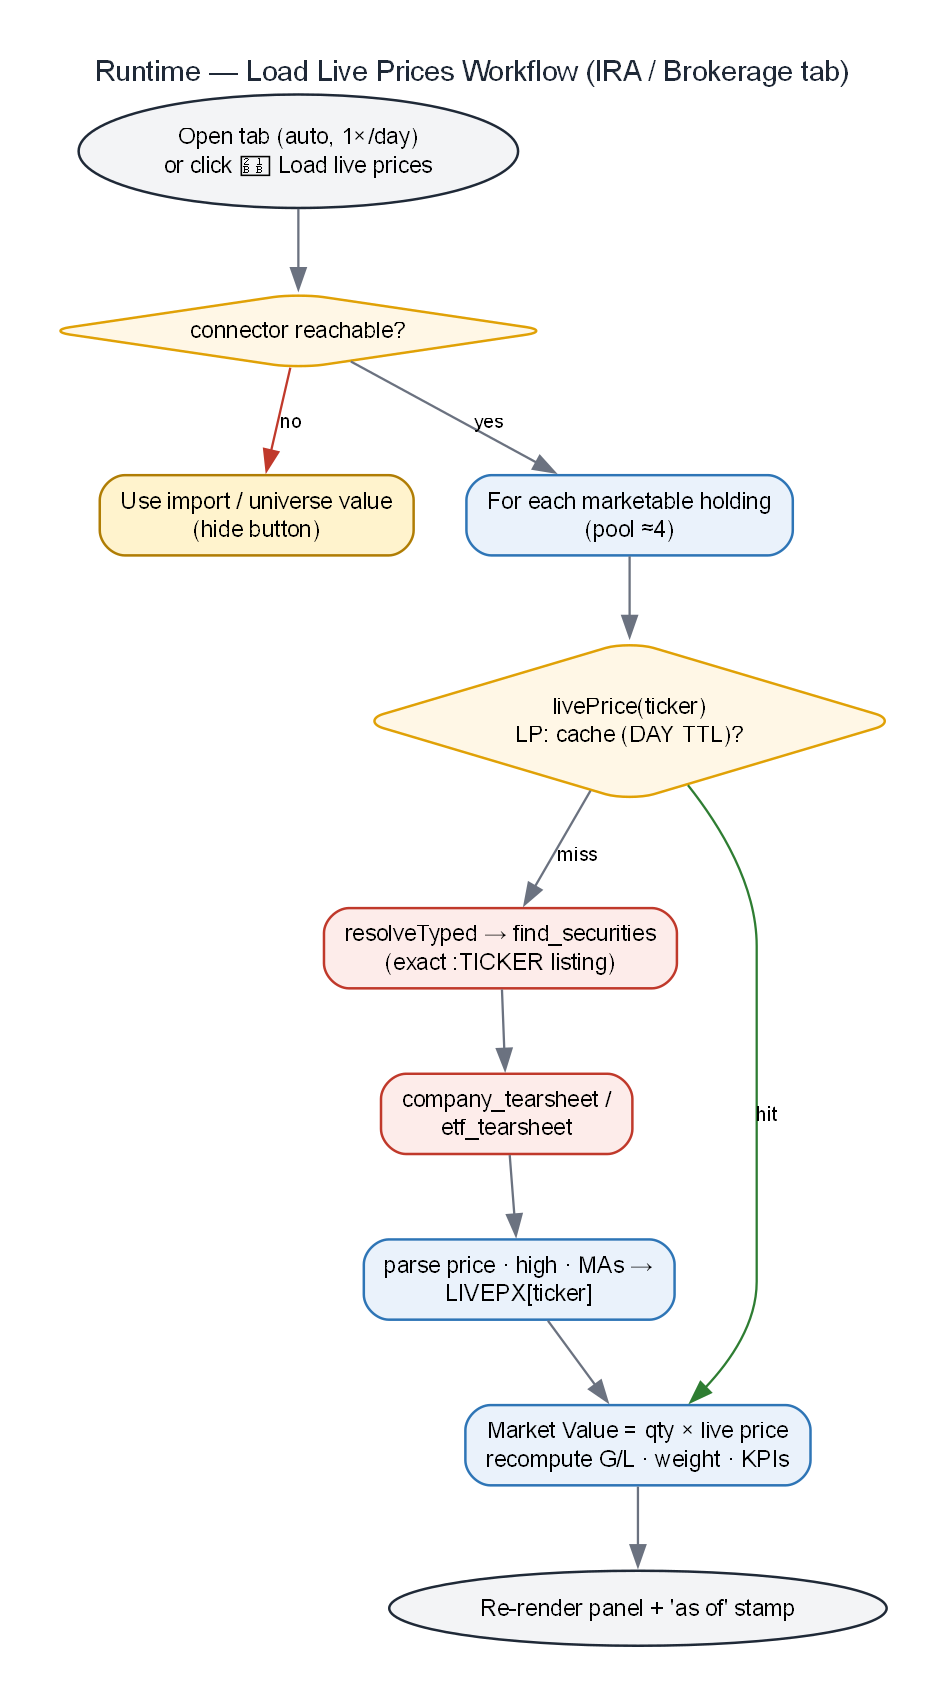 Runtime — Load Live Prices Workflow (IRA / Brokerage tab)
Open tab (auto, 1×/day)
or click Load live prices
connector reachable?
no
yes
Use import / universe value
(hide button)
For each marketable holding
(pool ≈4)
livePrice(ticker)
LP: cache (DAY TTL)?
miss
resolveTyped → find_securities
(exact :TICKER listing)
company_tearsheet /
etf_tearsheet
hit
parse price · high · MAs →
LIVEPX[ticker]
Market Value = qty × live price
recompute G/L · weight · KPIs
Re-render panel + 'as of' stamp